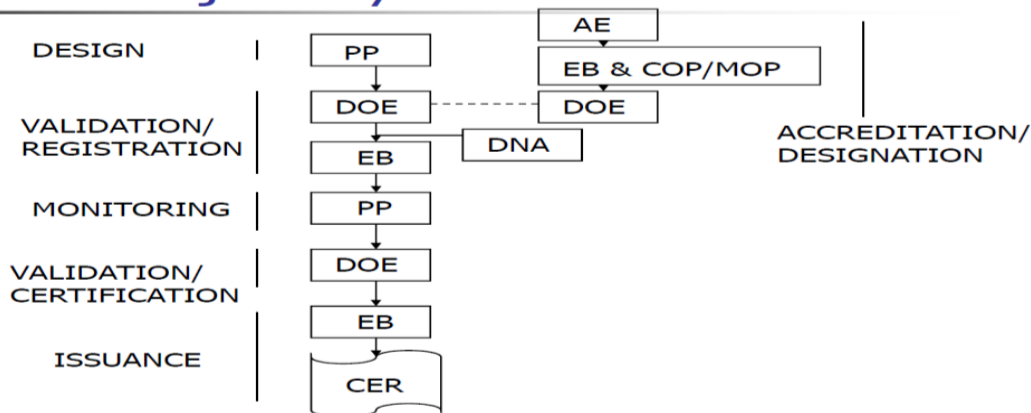 AE
DESIGN
PP
EB & COP/MOP
DOE
DOE
VALIDATION/
REGISTRATION
DNA
ACCREDITATION/
DESIGNATION
EB
MONITORING
PP
DOE
VALIDATION/
CERTIFICATION
EB
ISSUANCE
CER